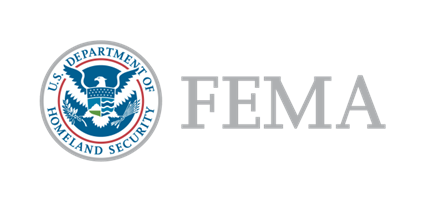 U.S. DEPARTMENT OF
HOMELAND SECURITY
FEMA